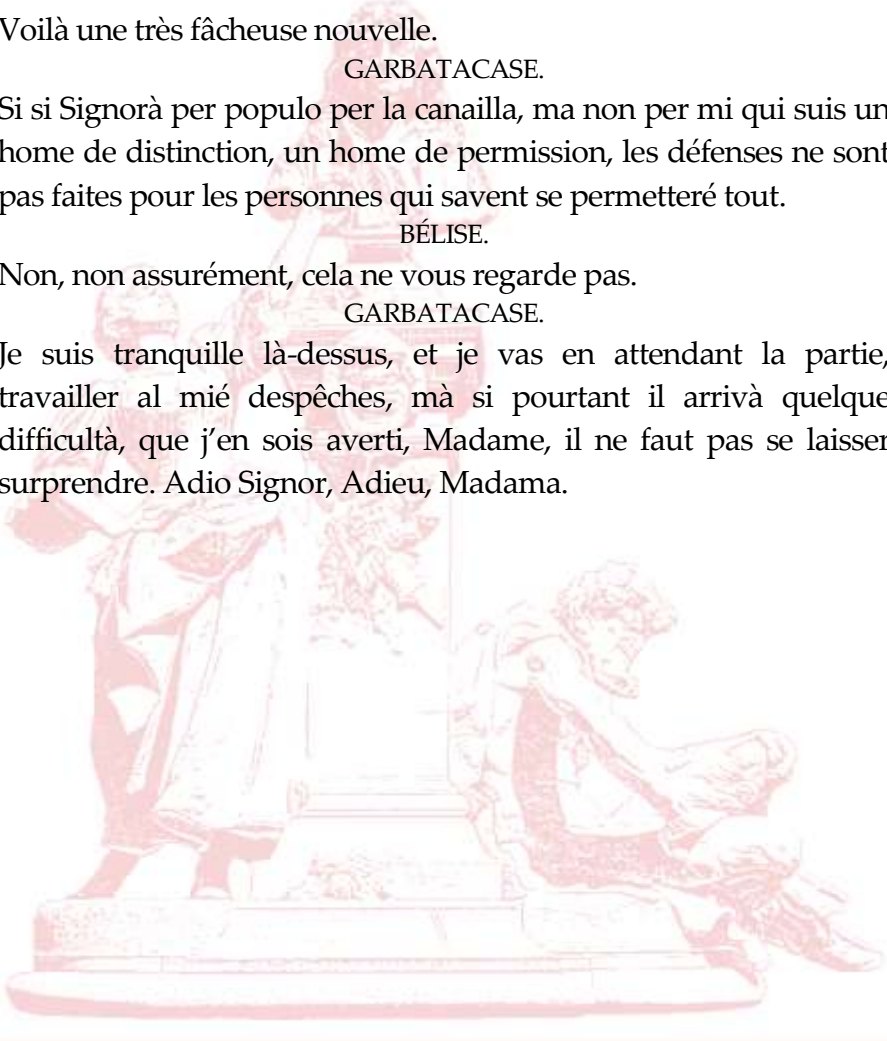 Voilà une très fâcheuse nouvelle.
GARBATACASE.
Si si Signorà per populo per la canailla, ma non per mi qui suis un
home de distinction, un home de permission, les défenses ne sont
pas faites pour les personnes qui savent se permetteré tout.
BÉLISE.
Non, non assurément, cela ne vous regarde pas.
GARBATACASE.
Je suis tranquille là-dessus, et je vas en attendant la partie,
travailler al mié despêches, mà si pourtant il arrivà quelque
difficultà, que j’en sois averti, Madame, il ne faut pas se laisser
surprendre. Adio Signor, Adieu, Madama.